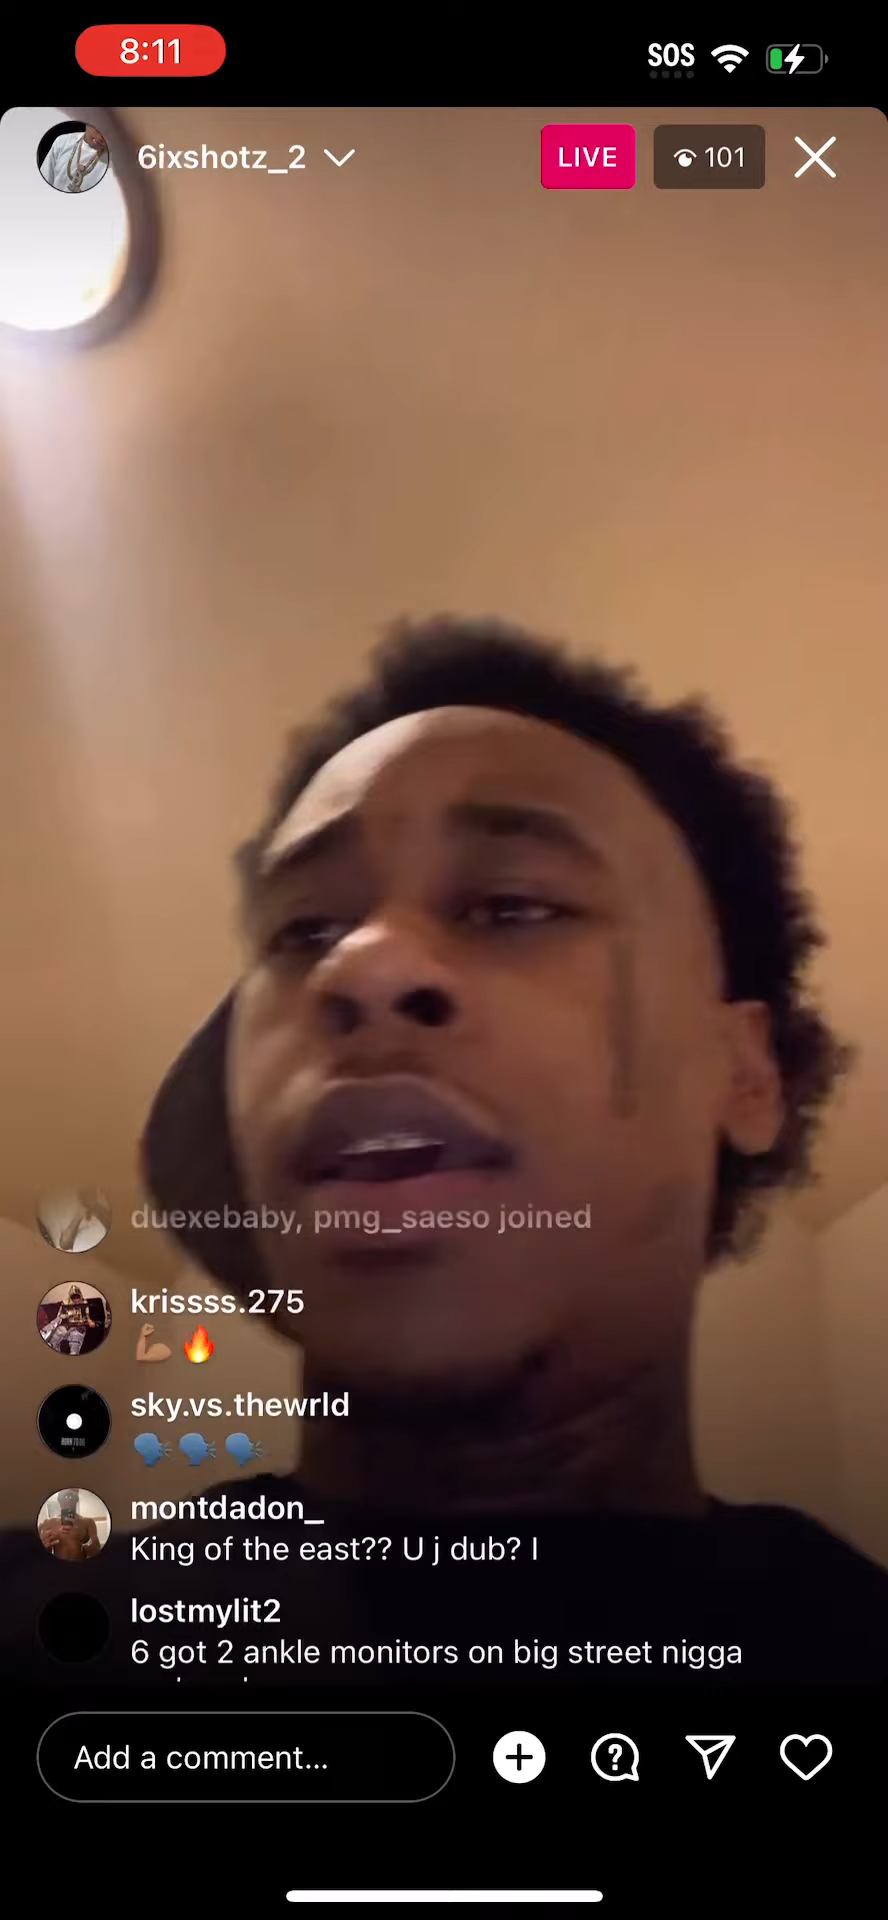 8:11
SOS
6ixshotz_2
LIVE
101
duexebaby, pmg_saeso joined
krissss.275
sky.vs.thewrld
montdadon_
King of the east?? U j dub? I
lostmylit2
6 got 2 ankle monitors on big street nigga
Add a comment...